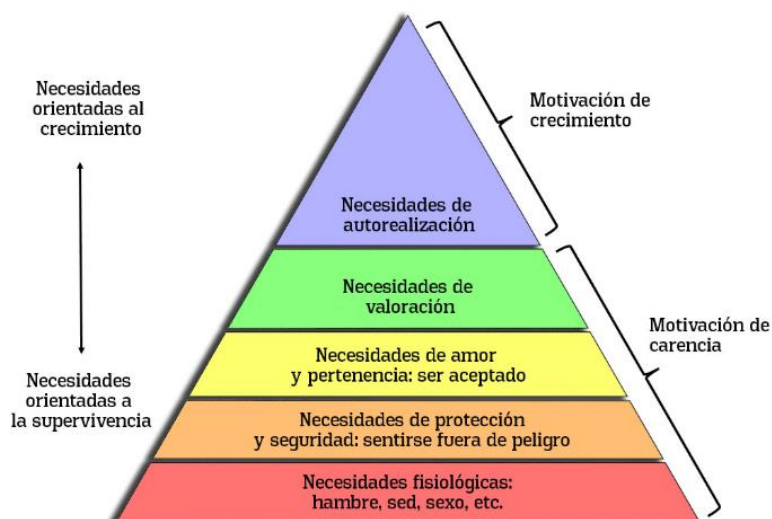 Necesidades
orientadas al
crecimiento
Motivación de
crecimiento
Necesidades de
autorealización
Necesidades de
valoración
Motivación de
carencia
Necesidades de amor
y pertenencia: ser aceptado
Necesidades
orientadas a
la supervivencia
Necesidades de protección
y seguridad: sentirse fuera de peligro
Necesidades fisiológicas:
hambre, sed, sexo, etc.